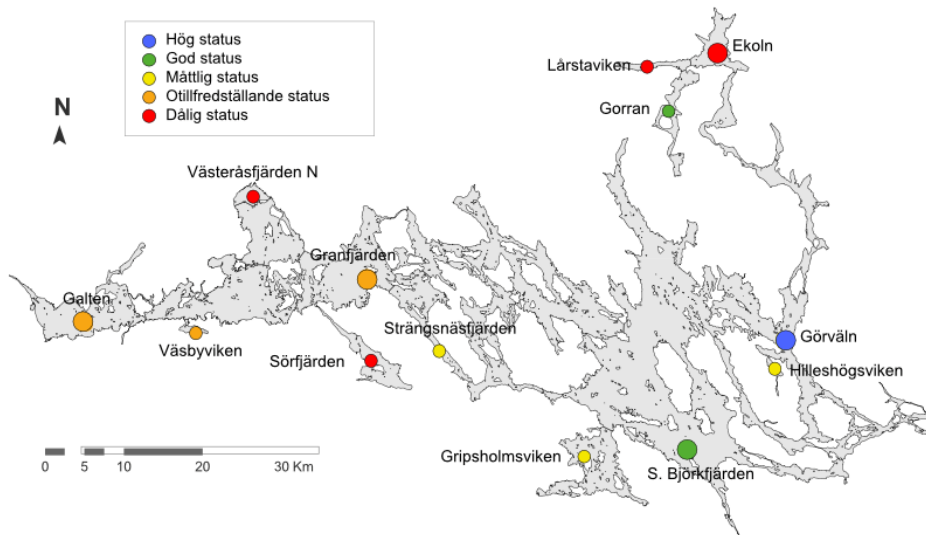 Hög status
God status
Måttlig status
Otillfredställande status
Dålig status
N
Ekoln
Lårstaviken
Gorran
Västeråsfjärden N
Granfjärden
Galten
Strängsnäsfjärden
Görväln
Väsbyviken
Sörfjärden
Hilleshögsviken
Gripsholmsviken
S. Björkfjärden
0 5 10 20 30 Km